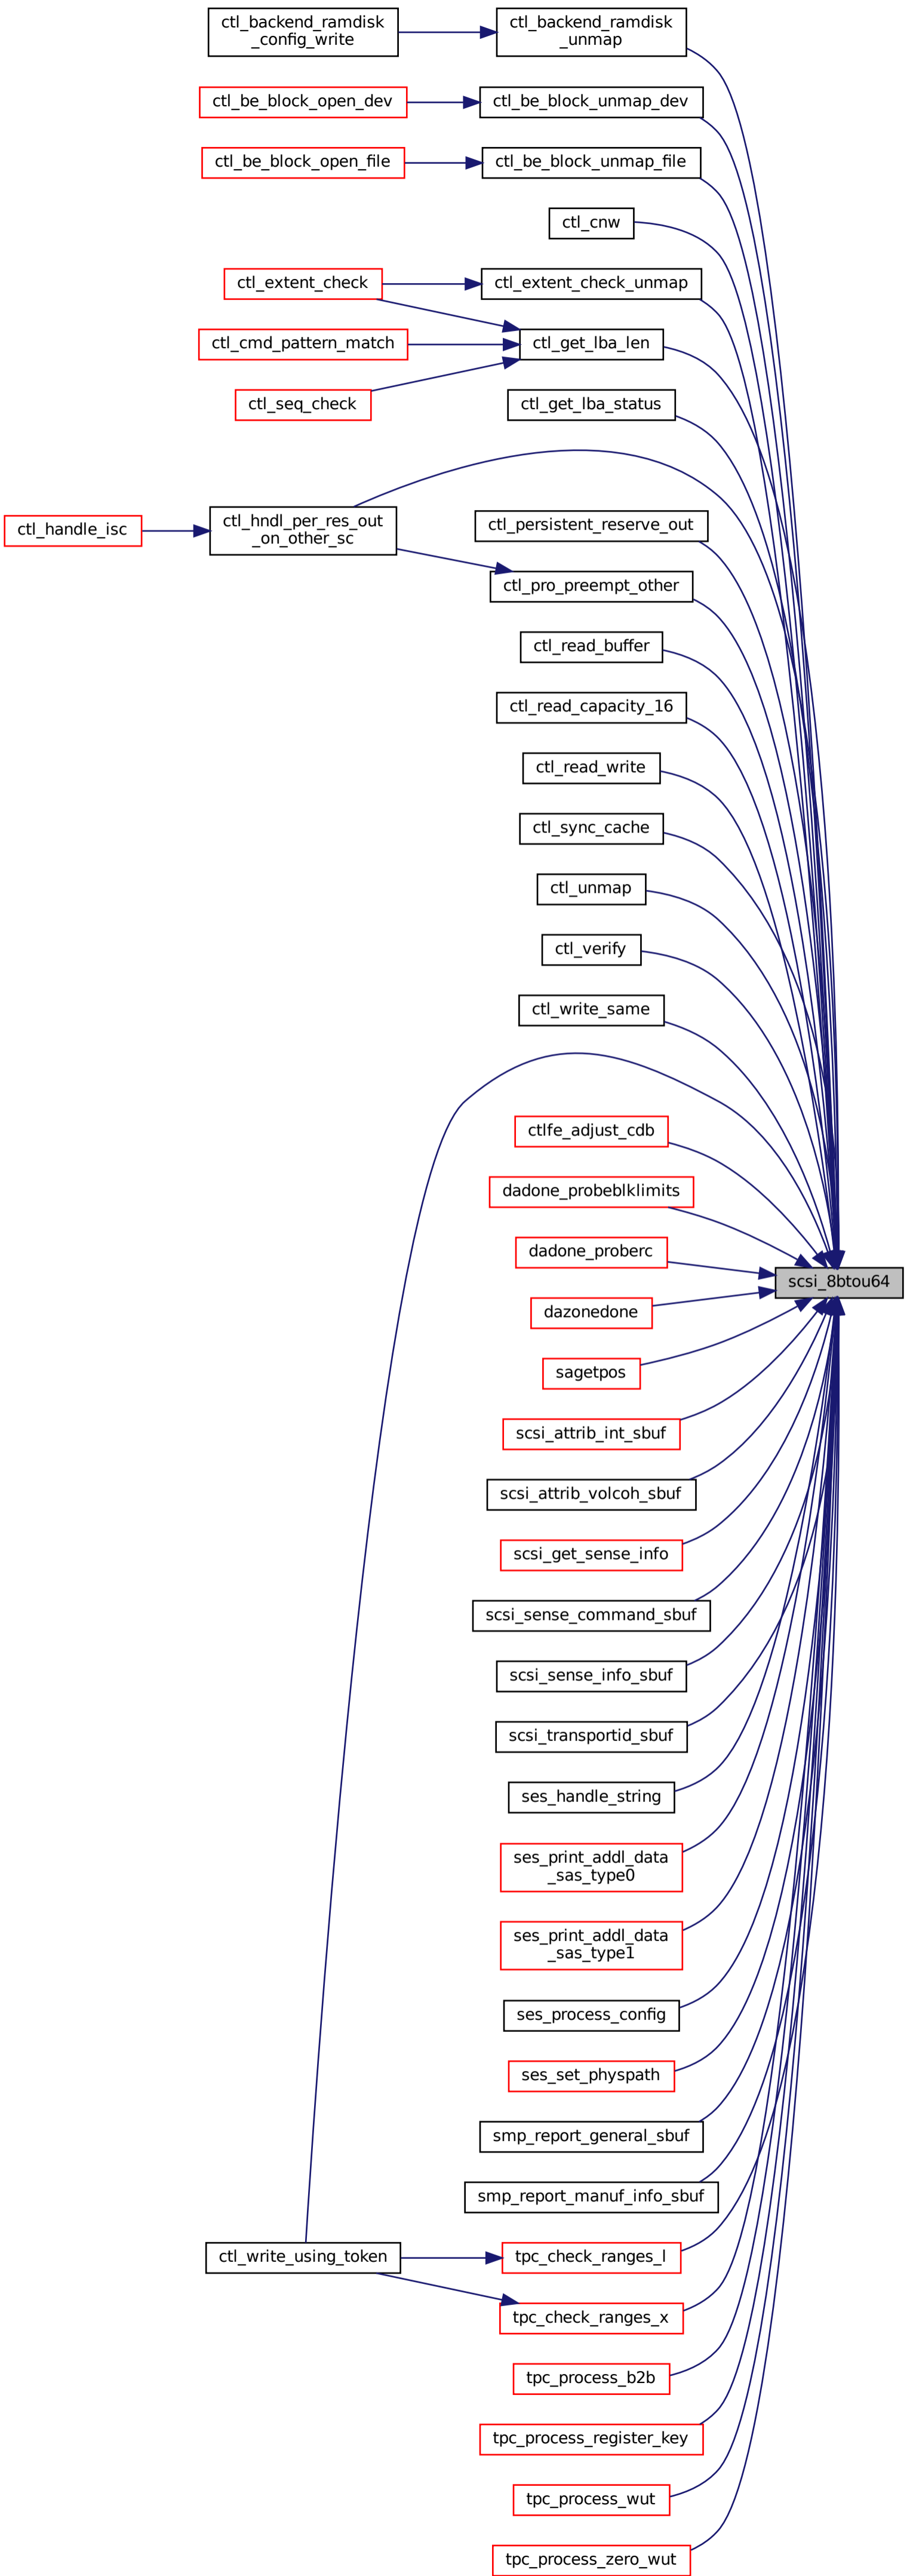 ctl_backend_ramdisk
_config_write
ctl_backend_ramdisk
_unmap
ctl_be_block_open_dev
ctl_be_block_unmap_dev
ctl_be_block_open_file
ctl_be_block_unmap_file
ctl_cnw
ctl_extent_check
ctl_extent_check_unmap
ctl_cmd_pattern_match
ctl_get_lba_len
ctl_seq_check
ctl_get_lba_status
ctl_handle_isc
ctl_hndl_per_res_out
_on_other_sc
ctl_persistent_reserve_out
ctl_pro_preempt_other
ctl_read_buffer
ctl_read_capacity_16
ctl_read_write
ctl_sync_cache
ctl_unmap
ctl_verify
ctl_write_same
ctlfe_adjust_cdb
dadone_probeblklimits
dadone_proberc
scsi_8btou64
dazonedone
sagetpos
scsi_attrib_int_sbuf
scsi_attrib_volcoh_sbuf
scsi_get_sense_info
scsi_sense_command_sbuf
scsi_sense_info_sbuf
scsi_transportid_sbuf
ses_handle_string
ses_print_addl_data
_sas_type0
ses_print_addl_data
_sas_type1
ses_process_config
ses_set_physpath
smp_report_general_sbuf
smp_report_manuf_info_sbuf
ctl_write_using_token
tpc_check_ranges_l
tpc_check_ranges_x
tpc_process_b2b
tpc_process_register_key
tpc_process_wut
tpc_process_zero_wut